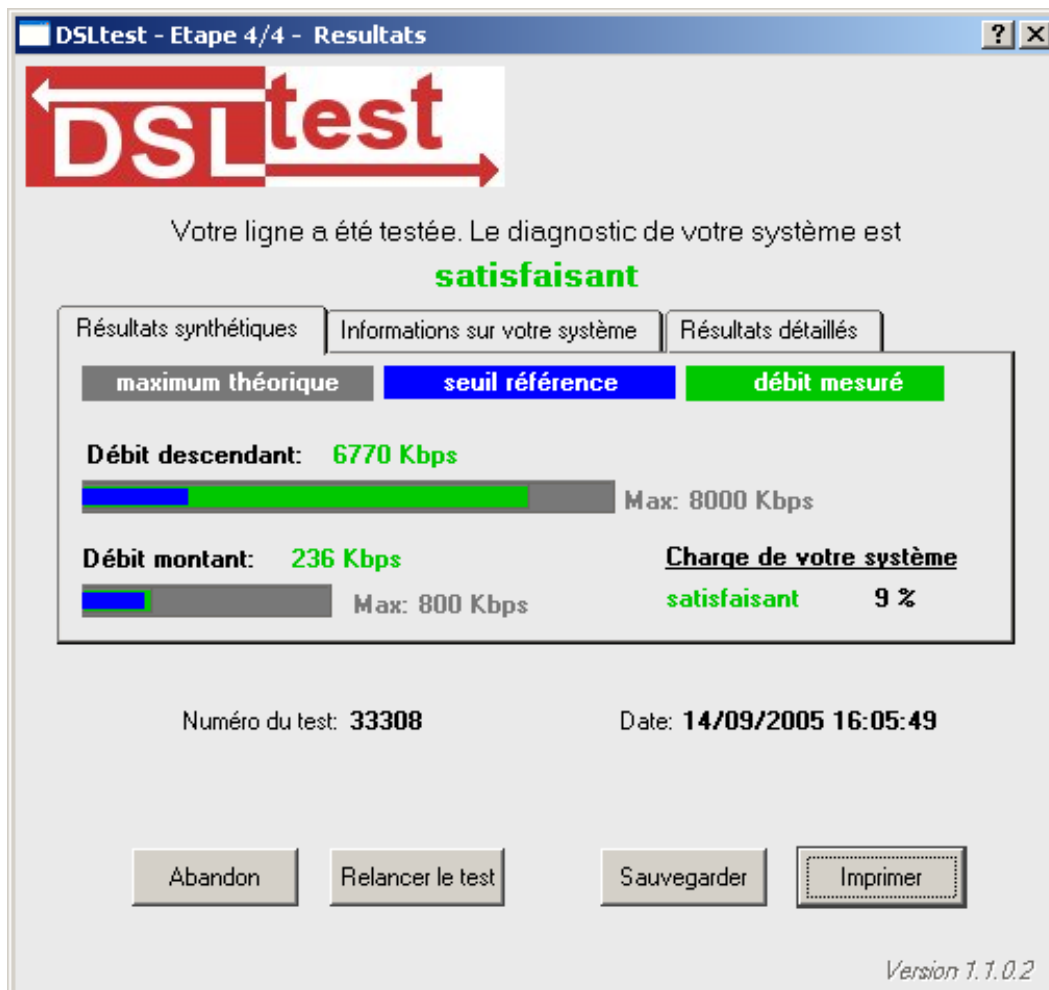 DSLtest - Etape 4/4 - Resultats
DSLtest
Votre ligne a été testée. Le diagnostic de votre système est
satisfaisant
Résultats synthétiques Informations sur votre système Résultats détaillés
maximum théorique seuil référence débit mesuré
Débit descendant: 6770 Kbps
Max: 8000 Kbps
Débit montant: 236 Kbps Charge de votre système
Max: 800 Kbps satisfaisant 9 %
Numéro du test: 33308 Date: 14/09/2005 16:05:49
Abandon Relancer le test Sauvegarder Imprimer
Version 1.1.0.2